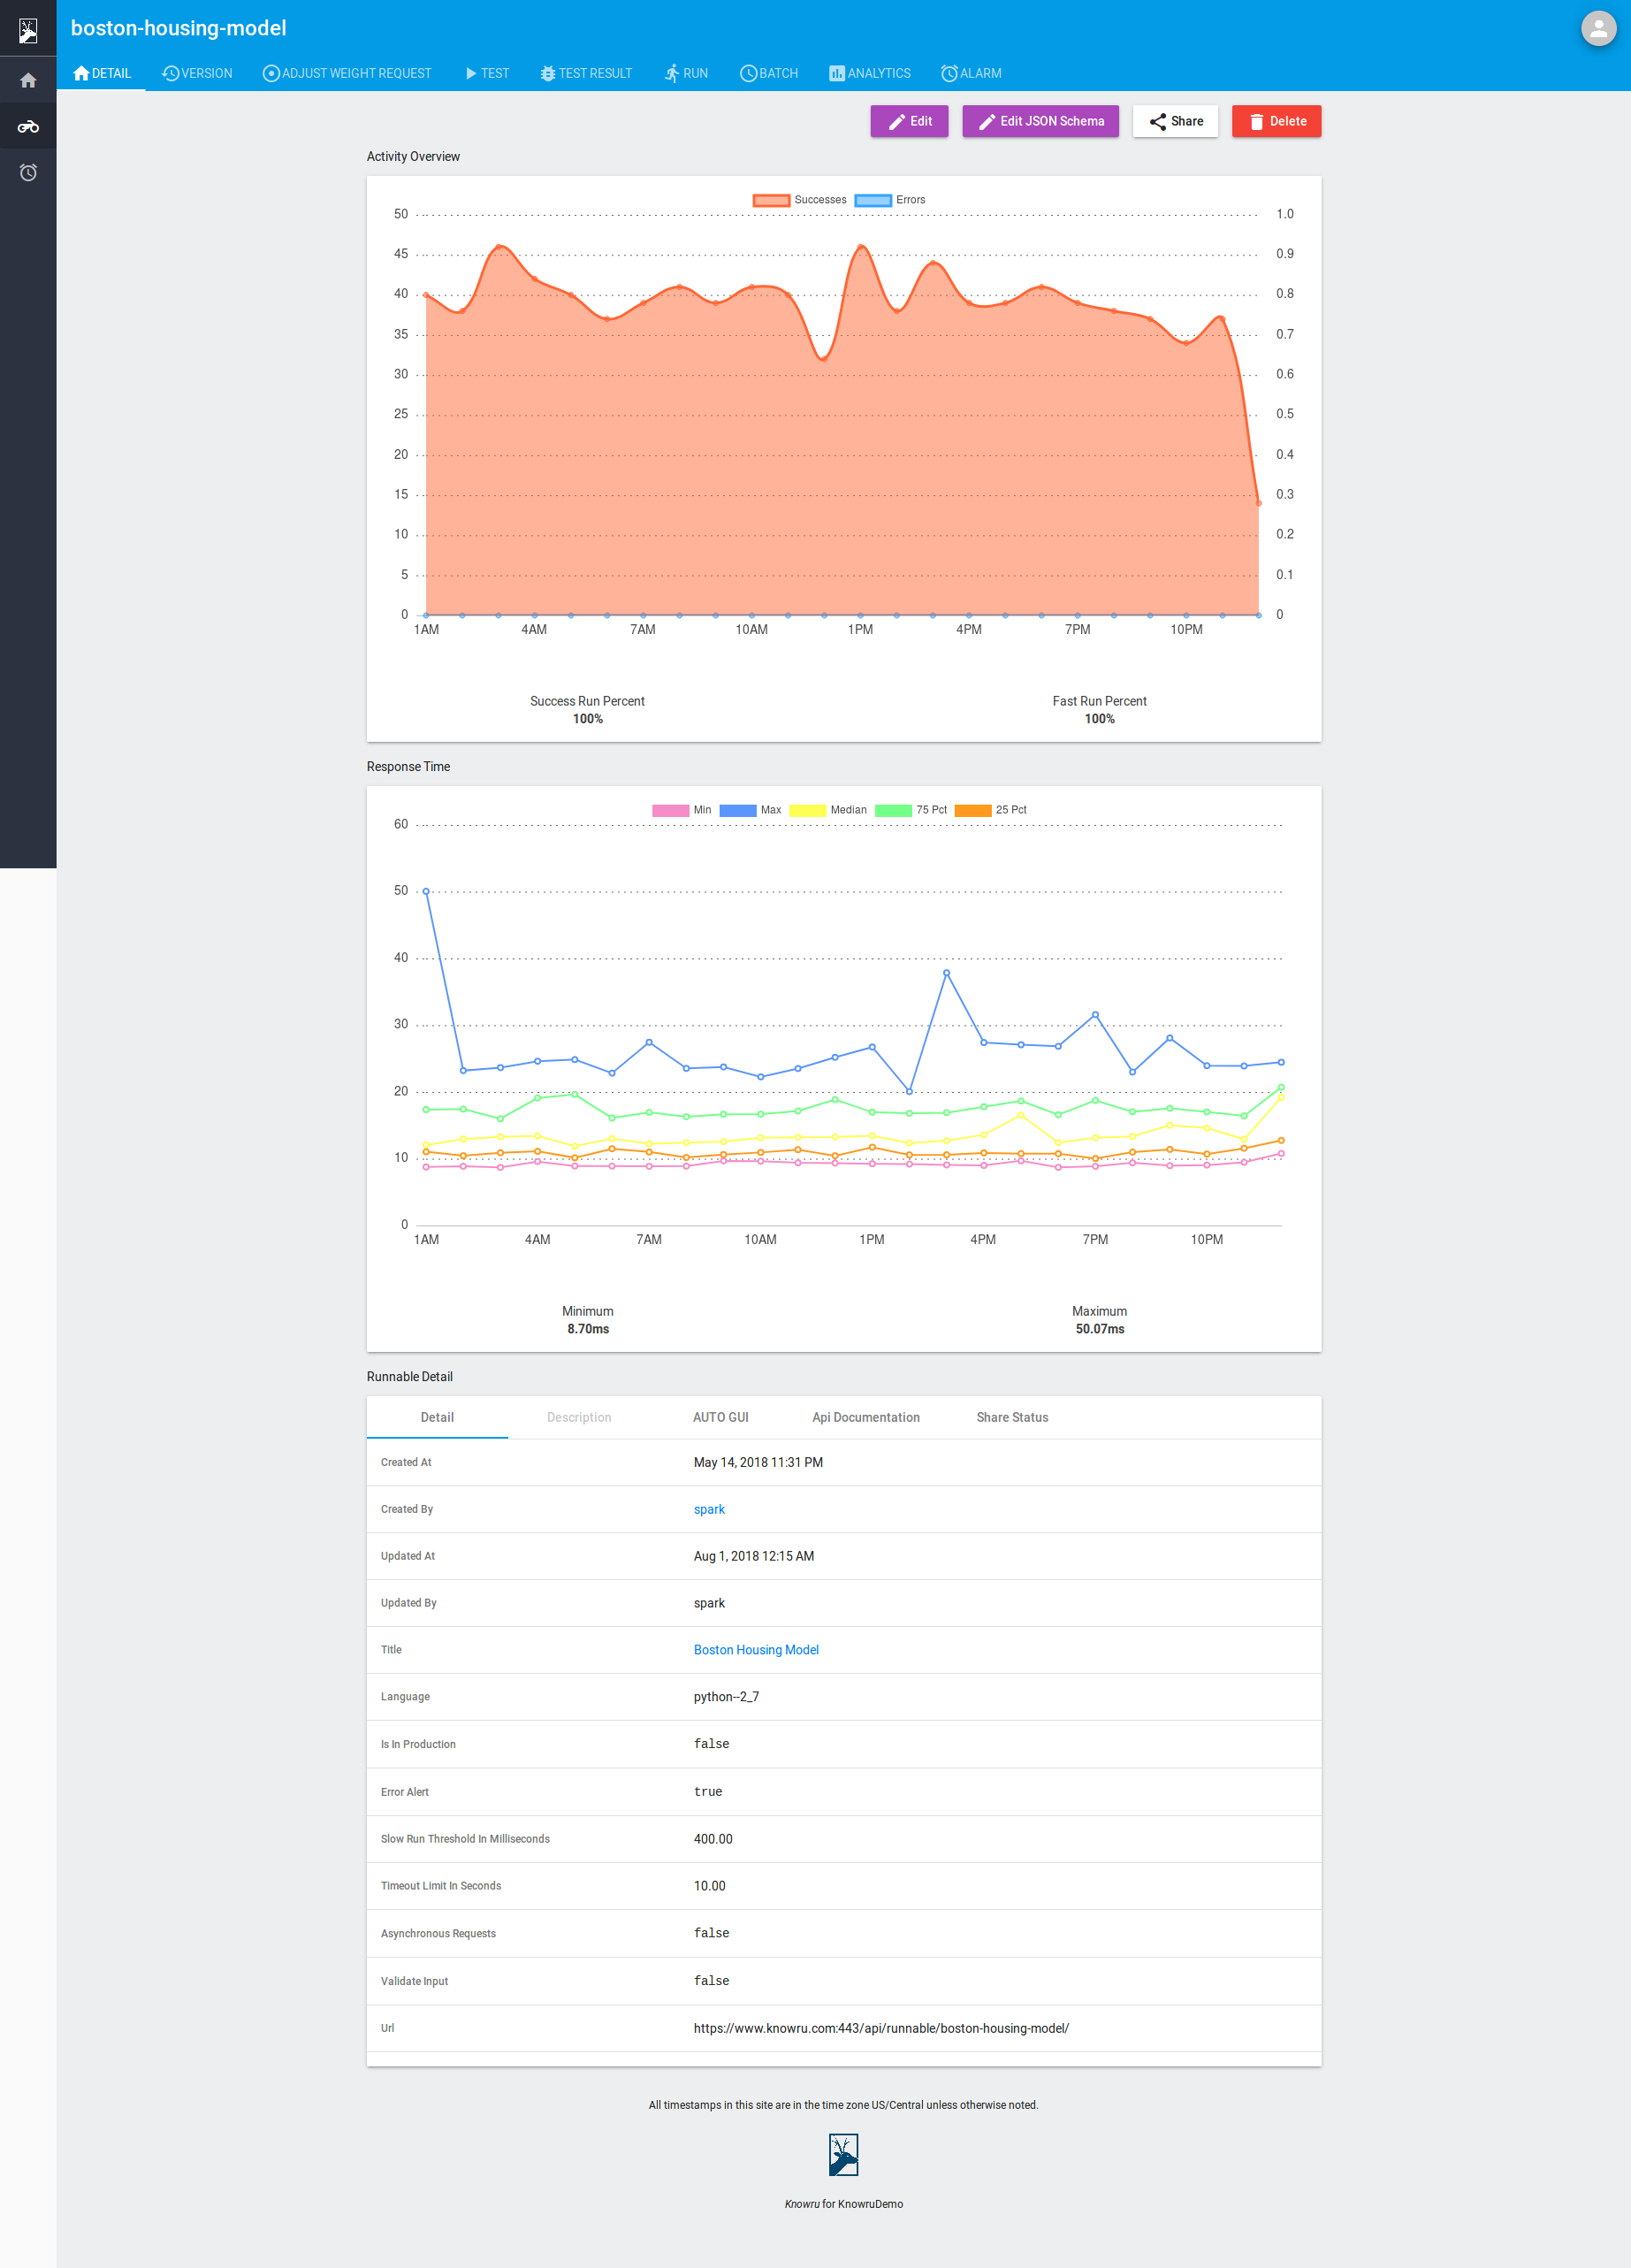 boston-housing-model
DETAIL VERSION ADJUST WEIGHT REQUEST TEST TEST RESULT RUN BATCH ANALYTICS ALARM
Edit Edit JSON Schema Share Delete
Activity Overview
Successes Errors
50 1.0
45 0.9
40 0.8
35 0.7
30 0.6
25 0.5
20 0.4
15 0.3
10 0.2
5 0.1
0 0
1AM 4AM 7AM 10AM 1PM 4PM 7PM 10PM
Success Run Percent Fast Run Percent
100% 100%
Response Time
Min Max Median 75 Pct 25 Pct
60
50
40
30
20
10
0
1AM 4AM 7AM 10AM 1PM 4PM 7PM 10PM
Minimum Maximum
8.70ms 50.07ms
Runnable Detail
Detail Description AUTO GUI Api Documentation Share Status
Created At May 14, 2018 11:31 PM
Created By spark
Updated At Aug 1, 2018 12:15 AM
Updated By spark
Title Boston Housing Model
Language python--2_7
Is In Production false
Error Alert true
Slow Run Threshold In Milliseconds 400.00
Timeout Limit In Seconds 10.00
Asynchronous Requests false
Validate Input false
Url https://www.knowru.com:443/api/runnable/boston-housing-model/
All timestamps in this site are in the time zone US/Central unless otherwise noted.
Knowru for KnowruDemo